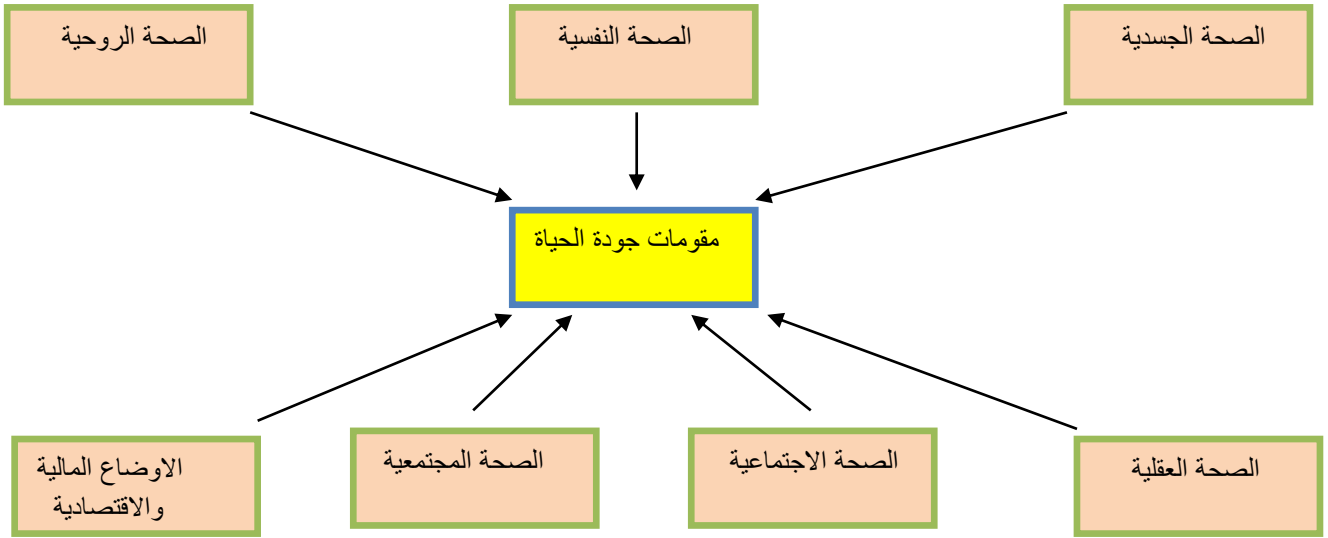 الصحة الجسدية
الصحة النفسية
الصحة الروحية
مقومات جودة الحياة
الصحة العقلية
الصحة الاجتماعية
الصحة المجتمعية
الاوضاع المالية
والاقتصادية